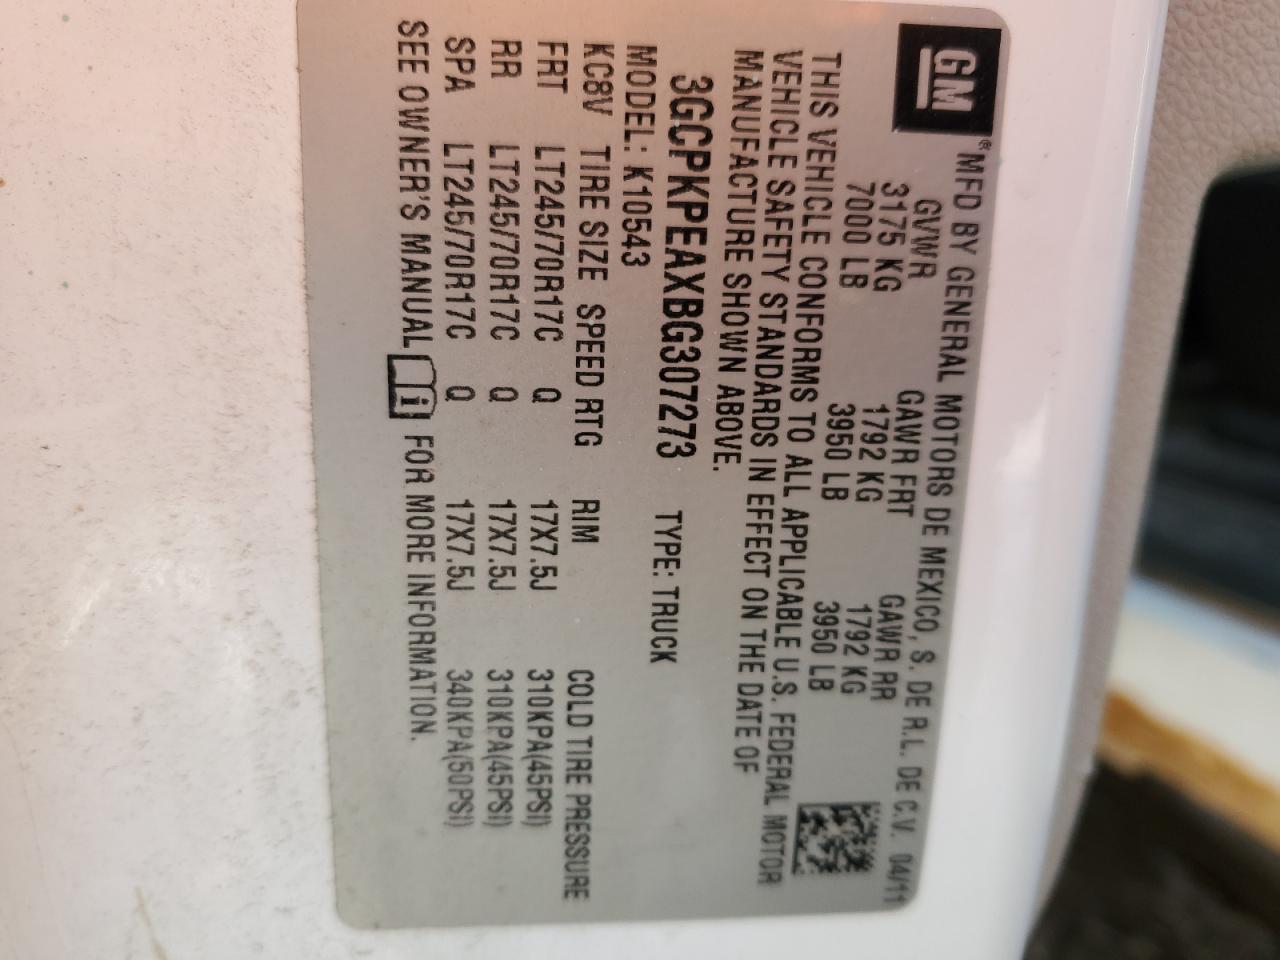 GM
® MFD BY GENERAL MOTORS DE MEXICO, S. DE R.L. DE C.V. 04/11
GVWR GAWR FRT GAWR RR
3175 KG 1792 KG 1792 KG
7000 LB 3950 LB 3950 LB
THIS VEHICLE CONFORMS TO ALL APPLICABLE U.S. FEDERAL MOTOR
VEHICLE SAFETY STANDARDS IN EFFECT ON THE DATE OF
MANUFACTURE SHOWN ABOVE.
3GCPKPEAXBG307273 TYPE: TRUCK
MODEL: K10543
KC8V TIRE SIZE SPEED RTG RIM COLD TIRE PRESSURE
FRT LT245/70R17C Q 17X7.5J 310KPA(45PSI)
RR LT245/70R17C Q 17X7.5J 310KPA(45PSI)
SPA LT245/70R17C Q 17X7.5J 340KPA(50PSI)
SEE OWNER'S MANUAL i FOR MORE INFORMATION.